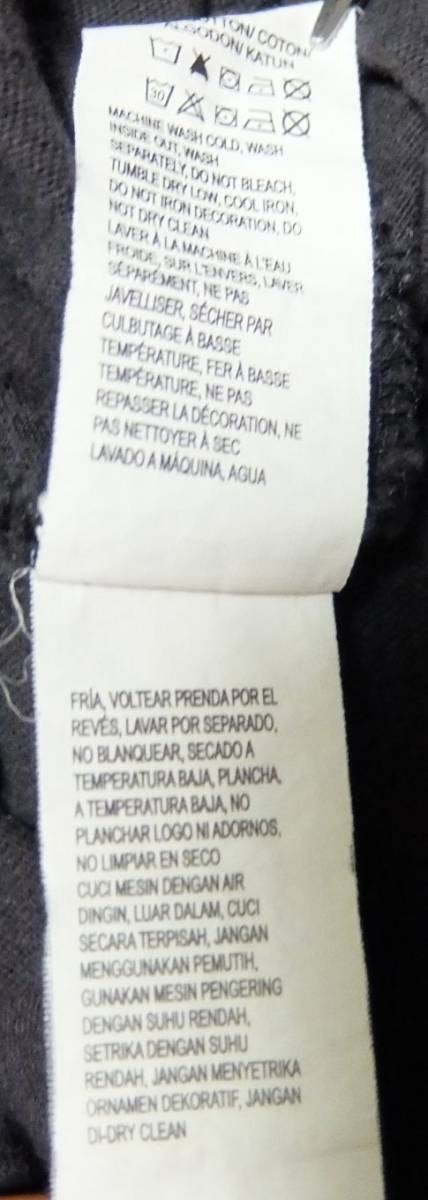 COTON/
ALGODON/ KATUN
30
MACHINE WASH COLD, WASH
INSIDE OUT, WASH
SEPARATELY, DO NOT BLEACH,
TUMBLE DRY LOW, COOL IRON,
DO NOT IRON DECORATION, DO
NOT DRY CLEAN
LAVER À LA MACHINE À L'EAU
FROIDE, SUR L'ENVERS, LAVER
SÉPARÉMENT, NE PAS
JAVELLISER, SÉCHER PAR
CULBUTAGE À BASSE
TEMPÉRATURE, FER À BASSE
TEMPÉRATURE, NE PAS
REPASSER LA DÉCORATION, NE
PAS NETTOYER À SEC
LAVADO A MÁQUINA, AGUA
FRÍA, VOLTEAR PRENDA POR EL
REVÉS, LAVAR POR SEPARADO,
NO BLANQUEAR, SECADO A
TEMPERATURA BAJA, PLANCHA,
A TEMPERATURA BAJA, NO
PLANCHAR LOGO NI ADORNOS,
NO LIMPIAR EN SECO
CUCI MESIN DENGAN AIR
DINGIN, LUAR DALAM, CUCI
SECARA TERPISAH, JANGAN
MENGGUNAKAN PEMUTIH,
GUNAKAN MESIN PENGERING
DENGAN SUHU RENDAH,
SETRIKA DENGAN SUHU
RENDAH, JANGAN MENYETRIKA
ORNAMEN DEKORATIF, JANGAN
DI-DRY CLEAN